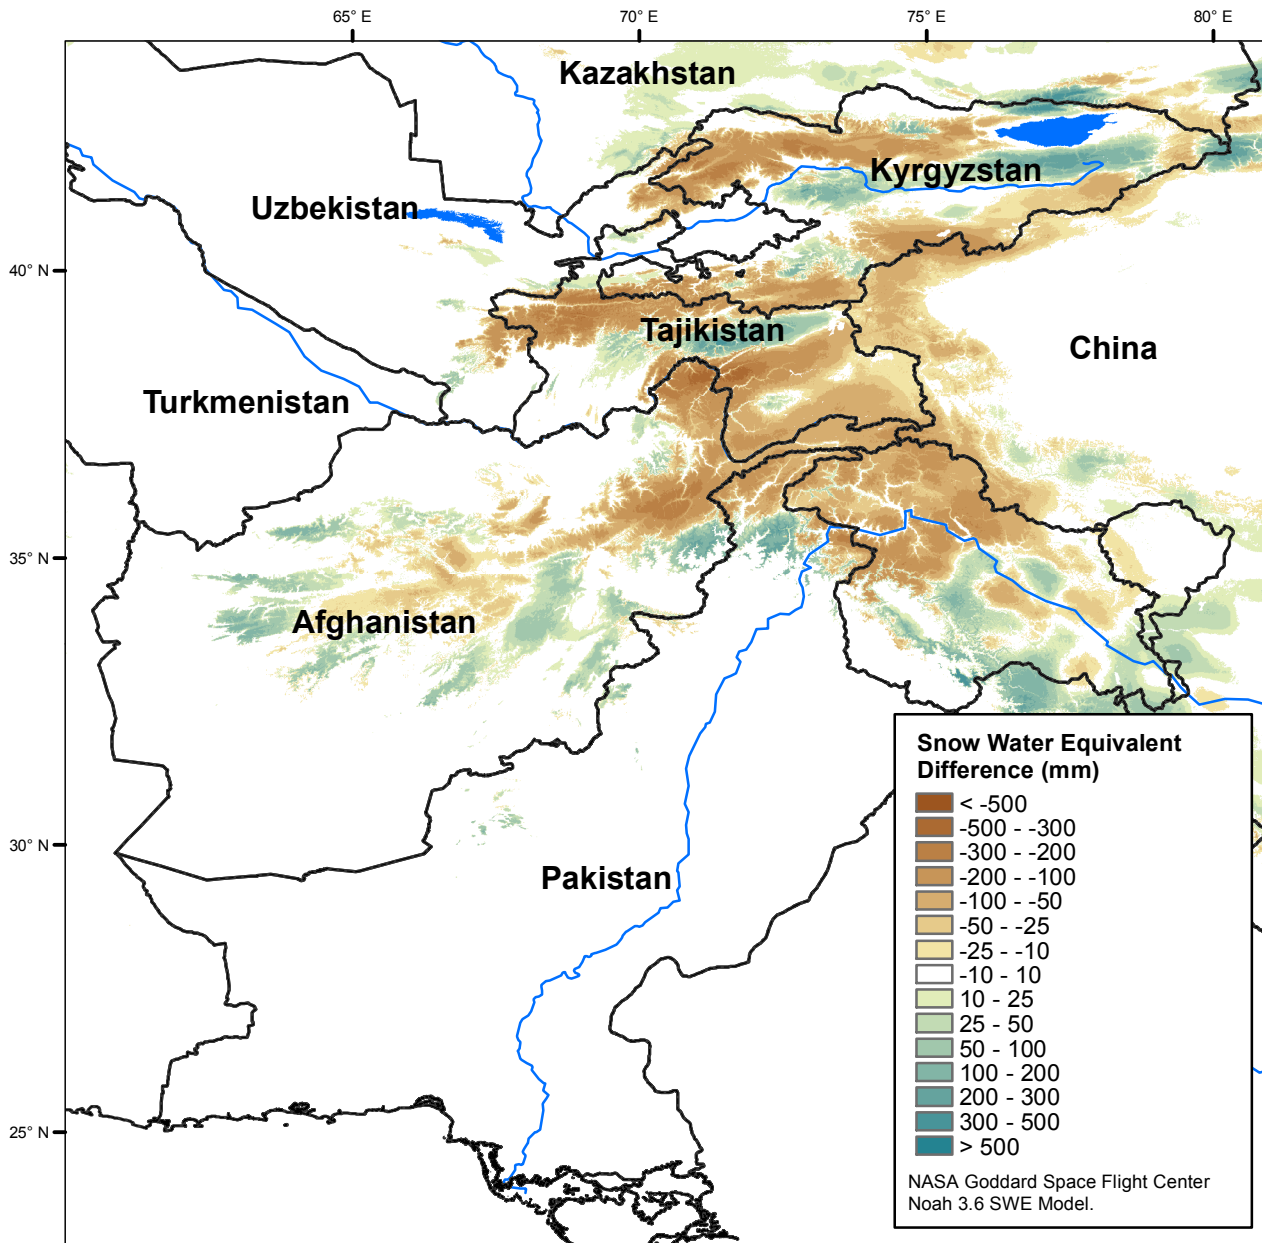 65° E
70° E
75° E
80° E
Kazakhstan
Kyrgyzstan
Uzbekistan
40° N
Tajikistan
China
Turkmenistan
35° N
Afghanistan
30° N
Pakistan
25° N
Snow Water Equivalent
Difference (mm)
< -500
-500 - -300
-300 - -200
-200 - -100
-100 - -50
-50 - -25
-25 - -10
-10 - 10
10 - 25
25 - 50
50 - 100
100 - 200
200 - 300
300 - 500
> 500
NASA Goddard Space Flight Center
Noah 3.6 SWE Model.